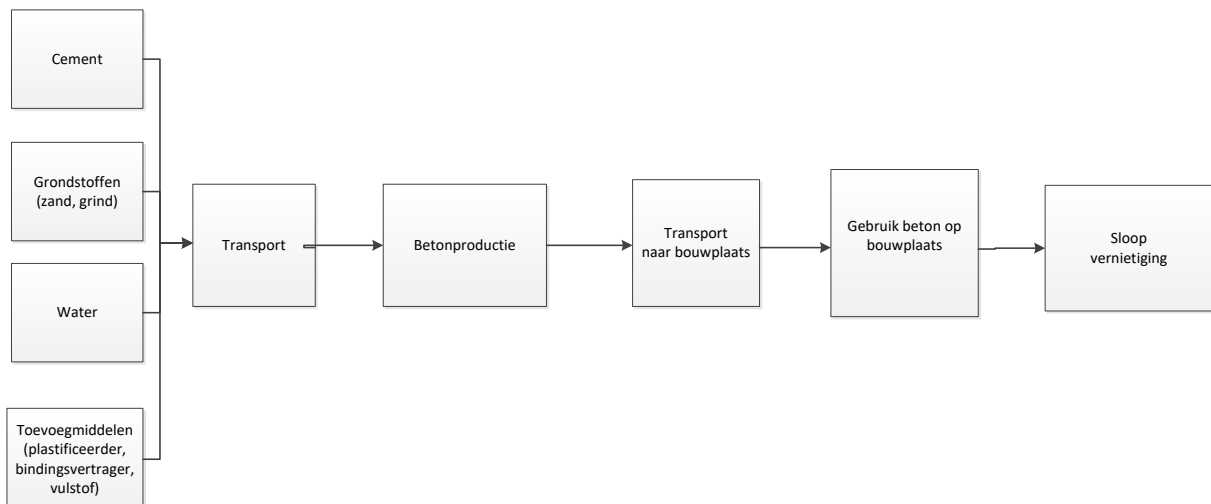 Cement
Grondstoffen
(zand, grind)
Water
Toevoegmiddelen
(plastificeerder,
bindingsvertrager,
vulstof)
Transport
Betonproductie
Transport
naar bouwplaats
Gebruik beton op
bouwplaats
Sloop
vernietiging